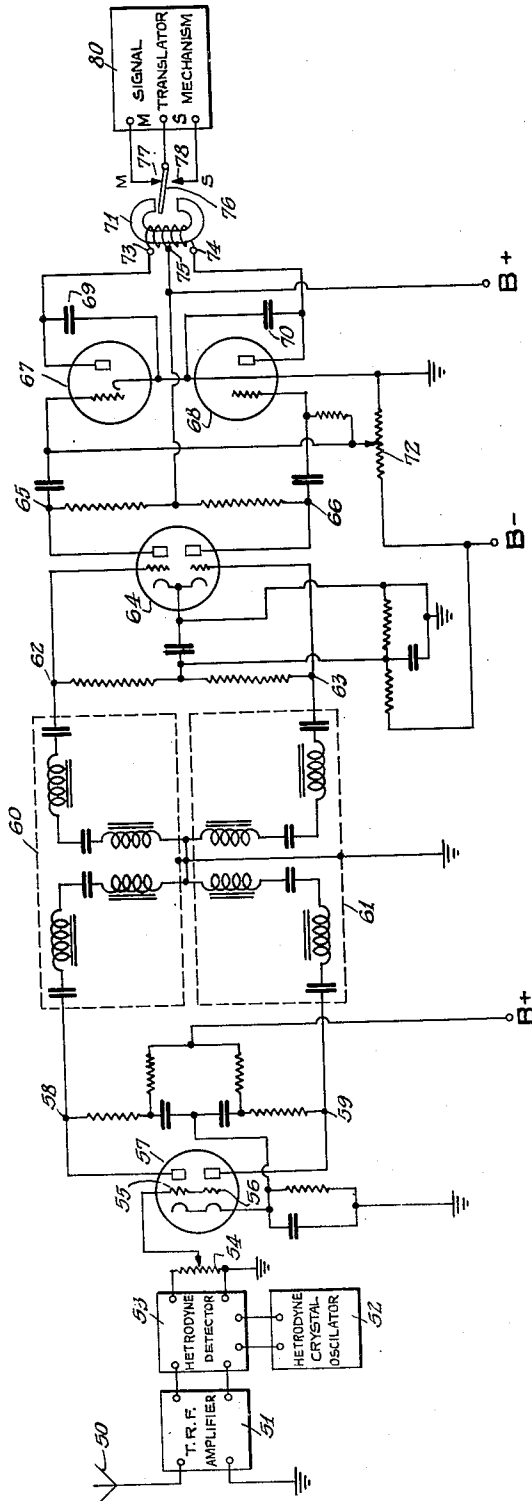 50
T.R.F.
AMPLIFIER
51
53
HETRODYNE
DETECTOR
HETRODYNE
CRYSTAL
OSCILATOR
52
54
55
56
57
58
59
B+
60
61
62
63
64
65
66
B-
67
68
69
70
71
72
73
74
75
76
77
78
M
S
B+
80
M SIGNAL
TRANSLATOR
S MECHANISM